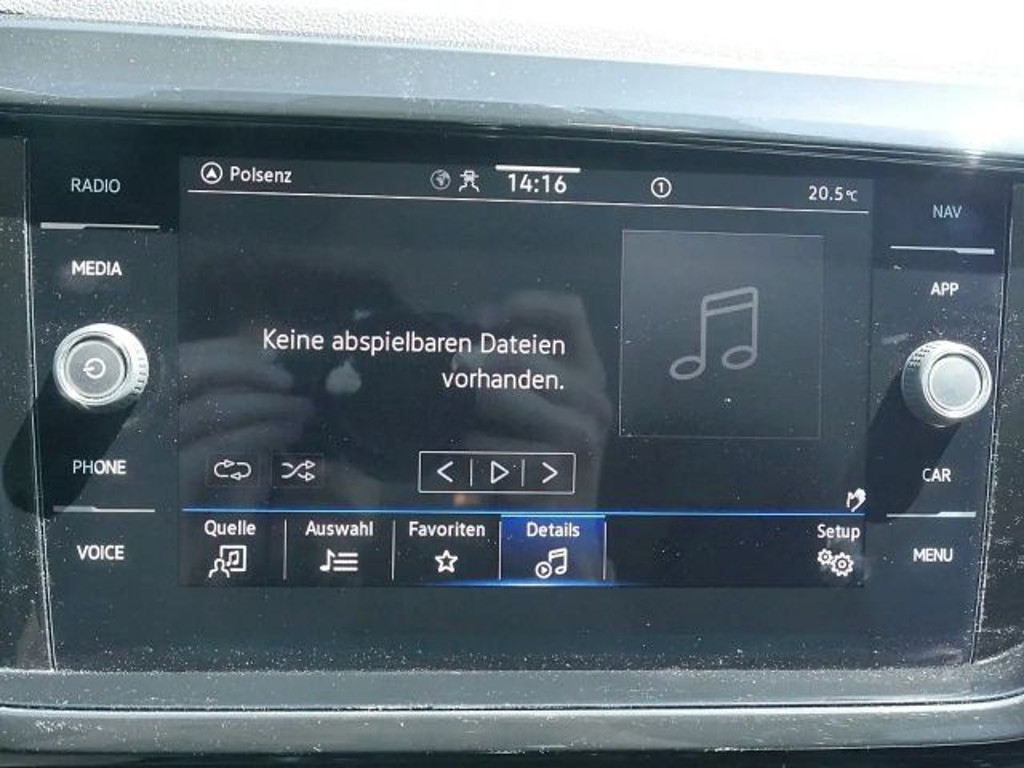 RADIO
MEDIA
PHONE
VOICE
Polsenz
14:16
1
20.5°C
Keine abspielbaren Dateien
vorhanden.
Quelle
Auswahl
Favoriten
Details
Setup
NAV
APP
CAR
MENU